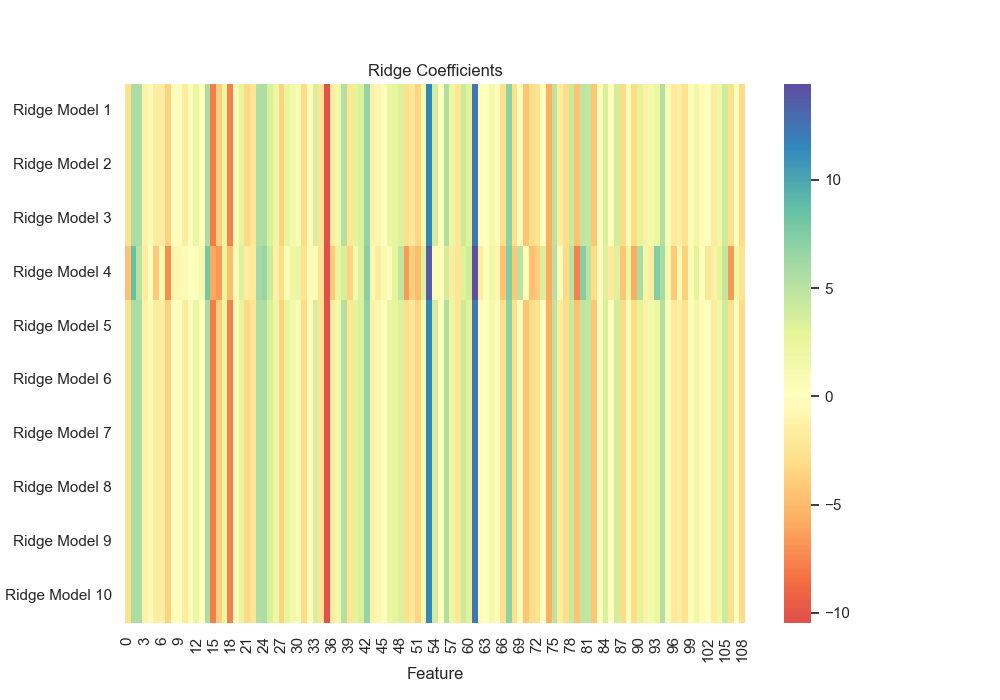 Ridge Coefficients
Ridge Model 1
Ridge Model 2
Ridge Model 3
Ridge Model 4
Ridge Model 5
Ridge Model 6
Ridge Model 7
Ridge Model 8
Ridge Model 9
Ridge Model 10
0 3 6 9 12 15 18 21 24 27 30 33 36 39 42 45 48 51 54 57 60 63 66 69 72 75 78 81 84 87 90 93 96 99 102 105 108
Feature
10
5
0
−5
−10